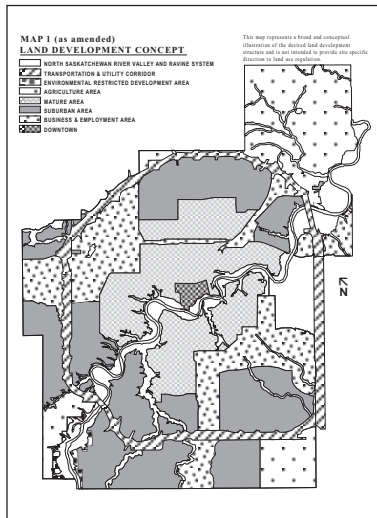 MAP 1 (as amended)
LAND DEVELOPMENT CONCEPT
This map represents a broad and conceptual
illustration of the desired land development
structure and is not intended to provide site specific
direction to land use regulation.
NORTH SASKATCHEWAN RIVER VALLEY AND RAVINE SYSTEM
TRANSPORTATION & UTILITY CORRIDOR
ENVIRONMENTAL RESTRICTED DEVELOPMENT AREA
AGRICULTURE AREA
MATURE AREA
SUBURBAN AREA
BUSINESS & EMPLOYMENT AREA
DOWNTOWN
N